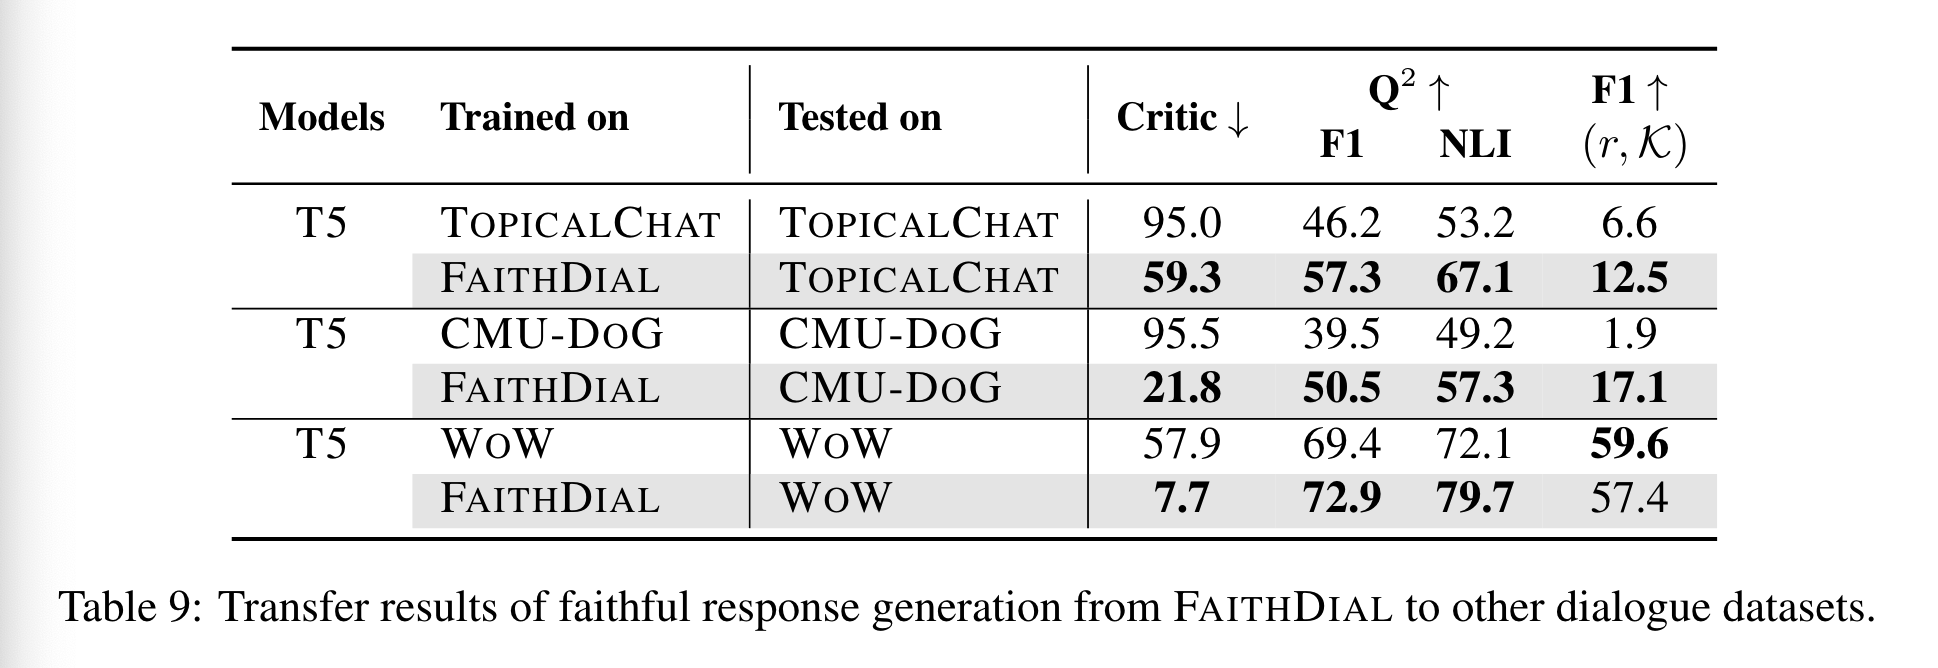 Models Trained on Tested on Critic ↓ Q² ↑ F1 NLI F1 ↑ (r, K)
T5 TOPICALCHAT TOPICALCHAT 95.0 46.2 53.2 6.6
FAITHDIAL TOPICALCHAT 59.3 57.3 67.1 12.5
T5 CMU-DOG CMU-DOG 95.5 39.5 49.2 1.9
FAITHDIAL CMU-DOG 21.8 50.5 57.3 17.1
T5 WOW WOW 57.9 69.4 72.1 59.6
FAITHDIAL WOW 7.7 72.9 79.7 57.4
Table 9: Transfer results of faithful response generation from FAITHDIAL to other dialogue datasets.